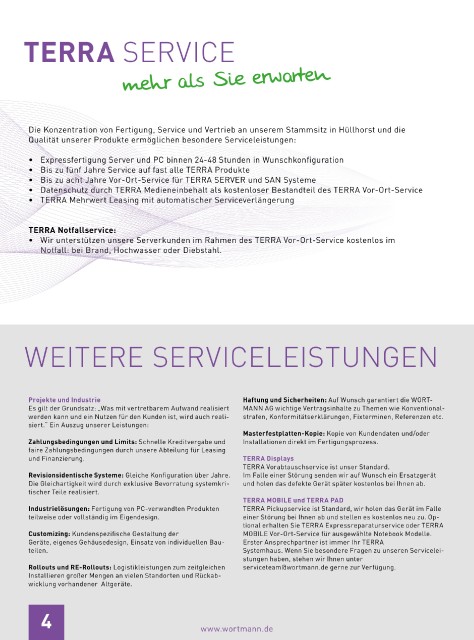 TERRA SERVICE
mehr als Sie erwarten
Die Konzentration von Fertigung, Service und Vertrieb an unserem Stammsitz in Hüllhorst und die
Qualität unserer Produkte ermöglichen besondere Serviceleistungen:
• Expressfertigung Server und PC binnen 24-48 Stunden in Wunschkonfiguration
• Bis zu fünf Jahre Service auf fast alle TERRA Produkte
• Bis zu acht Jahre Vor-Ort-Service für TERRA SERVER und SAN Systeme
• Datenschutz durch TERRA Medieneinbehalt als kostenloser Bestandteil des TERRA Vor-Ort-Service
• TERRA Mehrwert Leasing mit automatischer Serviceverlängerung
TERRA Notfallservice:
• Wir unterstützen unsere Serverkunden im Rahmen des TERRA Vor-Ort-Service kostenlos im
Notfall: bei Brand, Hochwasser oder Diebstahl.
WEITERE SERVICELEISTUNGEN
Projekte und Industrie
Es gilt der Grundsatz: „Was mit vertretbarem Aufwand realisiert
werden kann und ein Nutzen für den Kunden ist, wird auch reali-
siert.“ Ein Auszug unserer Leistungen:
Zahlungsbedingungen und Limits: Schnelle Kreditvergabe und
faire Zahlungsbedingungen durch unsere Abteilung für Leasing
und Finanzierung.
Revisionsidentische Systeme: Gleiche Konfiguration über Jahre.
Die Gleichartigkeit wird durch exklusive Bevorratung systemkri-
tischer Teile realisiert.
Industrielösungen: Fertigung von PC-verwandten Produkten
teilweise oder vollständig im Eigendesign.
Customizing: Kundenspezifische Gestaltung der
Geräte, eigenes Gehäusedesign, Einsatz von individuellen Bau-
teilen.
Rollouts und RE-Rollouts: Logistikleistungen zum zeitgleichen
Installieren großer Mengen an vielen Standorten und Rückab-
wicklung vorhandener Altgeräte.
Haftung und Sicherheiten: Auf Wunsch garantiert die WORT-
MANN AG wichtige Vertragsinhalte zu Themen wie Konventional-
strafen, Konformitätserklärungen, Fixterminen, Referenzen etc.
Masterfestplatten-Kopie: Kopie von Kundendaten und/oder
Installationen direkt im Fertigungsprozess.
TERRA Displays
TERRA Vorabtauschservice ist unser Standard.
Im Falle einer Störung senden wir auf Wunsch ein Ersatzgerät
und holen das defekte Gerät später kostenlos bei Ihnen ab.
TERRA MOBILE und TERRA PAD
TERRA Pickupservice ist Standard, wir holen das Gerät im Falle
einer Störung bei Ihnen ab und stellen es kostenlos neu zu. Op-
tional erhalten Sie TERRA Expressreparaturservice oder TERRA
MOBILE Vor-Ort-Service für ausgewählte Notebook Modelle.
Erster Ansprechpartner ist immer Ihr TERRA
Systemhaus. Wenn Sie besondere Fragen zu unseren Servicelei-
stungen haben, stehen wir Ihnen unter
serviceteam@wortmann.de gerne zur Verfügung.
4
www.wortmann.de